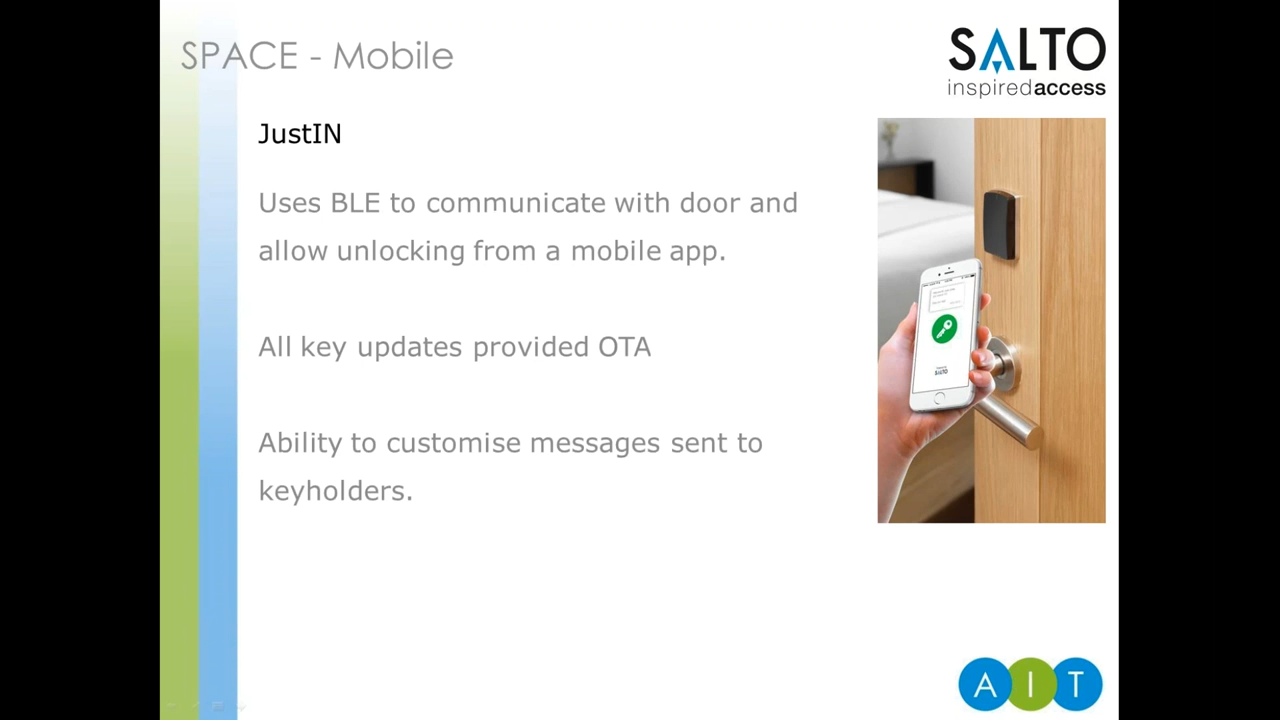 SPACE - Mobile
SALTO
inspiredaccess
JustIN
Uses BLE to communicate with door and
allow unlocking from a mobile app.
All key updates provided OTA
Ability to customise messages sent to
keyholders.
SALTO
A I T